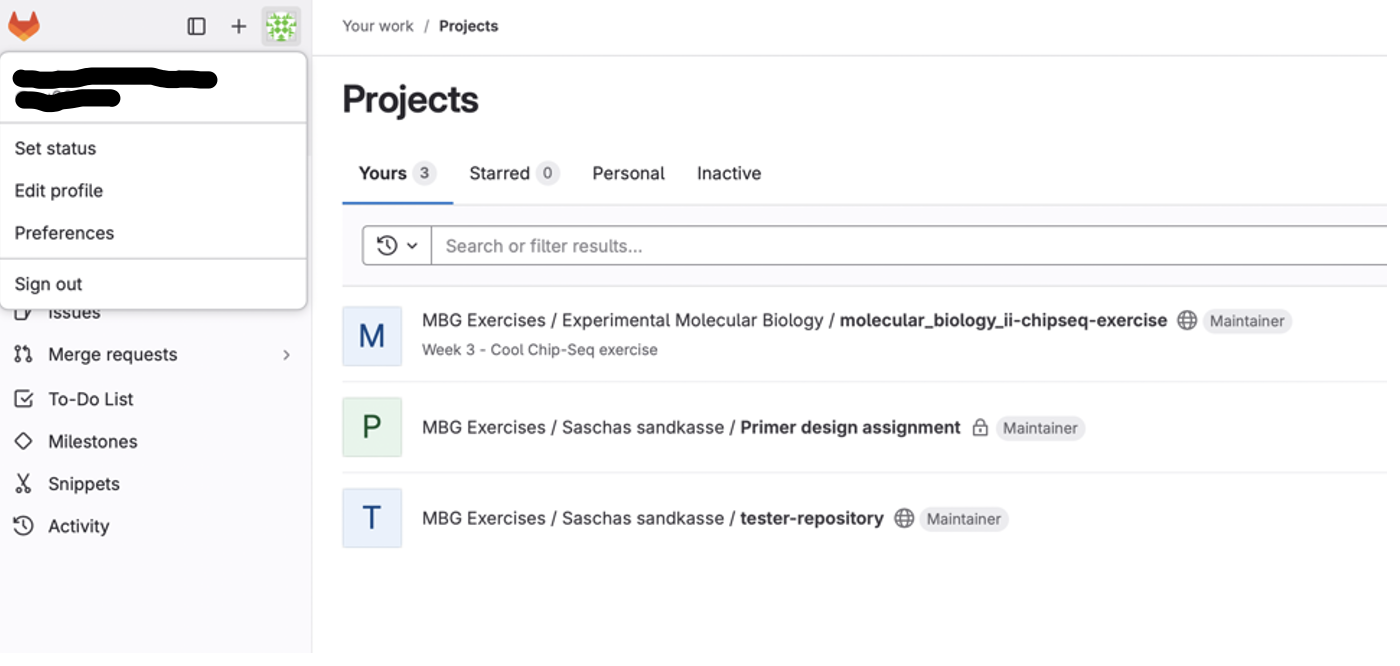 Your work / Projects
Set status
Edit profile
Preferences
Sign out
Issues
Merge requests
To-Do List
Milestones
Snippets
Activity
Projects
Yours 3 Starred 0 Personal Inactive
Search or filter results...
M
MBG Exercises / Experimental Molecular Biology / molecular_biology_ii-chipseq-exercise Maintainer
Week 3 - Cool Chip-Seq exercise
P
MBG Exercises / Saschas sandkasse / Primer design assignment Maintainer
T
MBG Exercises / Saschas sandkasse / tester-repository Maintainer